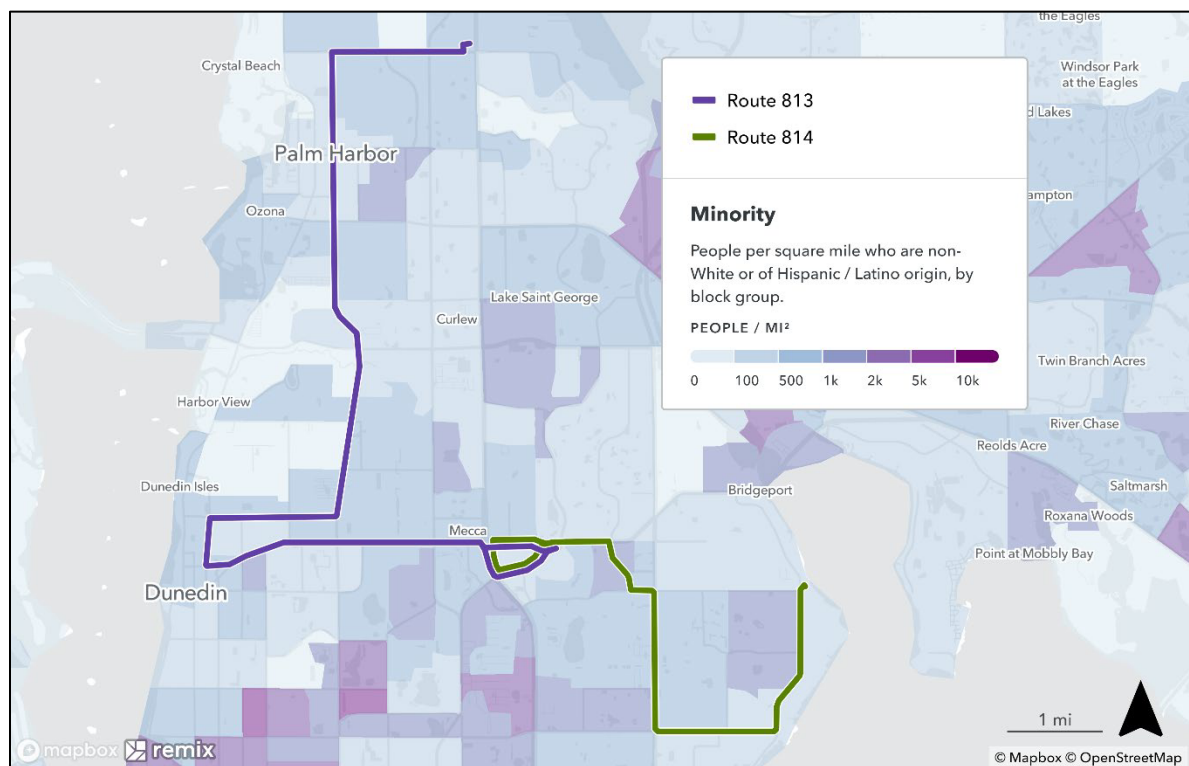 the Eagles
Crystal Beach
Windsor Park
at the Eagles
Route 813
d Lakes
Route 814
Palm Harbor
Minority
ampton
Ozona
People per square mile who are non-
White or of Hispanic / Latino origin, by
block group.
Lake Saint George
Curlew
PEOPLE / MI²
0 100 500 1k 2k 5k 10k
Twin Branch Acres
Harbor View
River Chase
Reolds Acre
Dunedin Isles
Bridgeport
Saltmarsh
Roxana Woods
Mecca
Point at Mobbly Bay
Dunedin
1 mi
mapbox remix
© Mapbox © OpenStreetMap